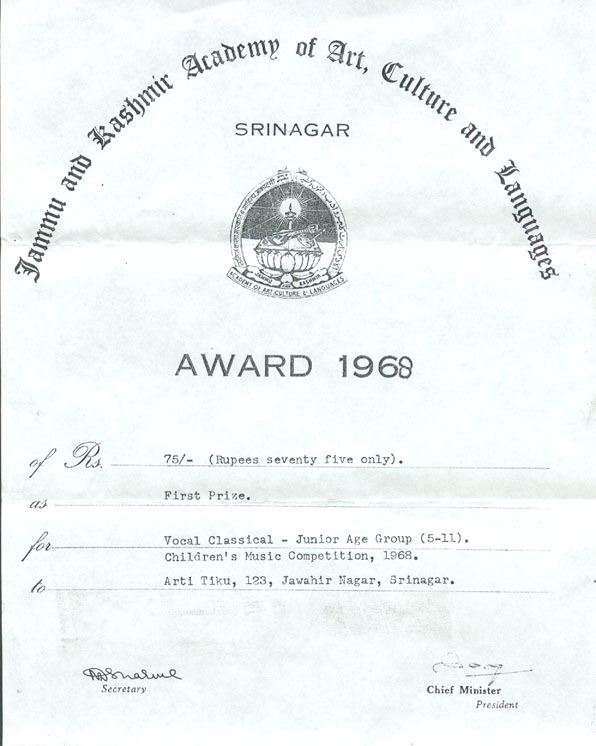 Jammu and Kashmir Academy of Art, Culture and Languages
SRINAGAR
JAMMU KASHMIR
ACADEMY OF ART CULTURE & LANGUAGES
AWARD 1968
of Rs. 75/- (Rupees seventy five only).
as First Prize.
for Vocal Classical - Junior Age Group (5-11).
Children's Music Competition, 1968.
to Arti Tiku, 123, Jawahir Nagar, Srinagar.
Secretary
Chief Minister
President